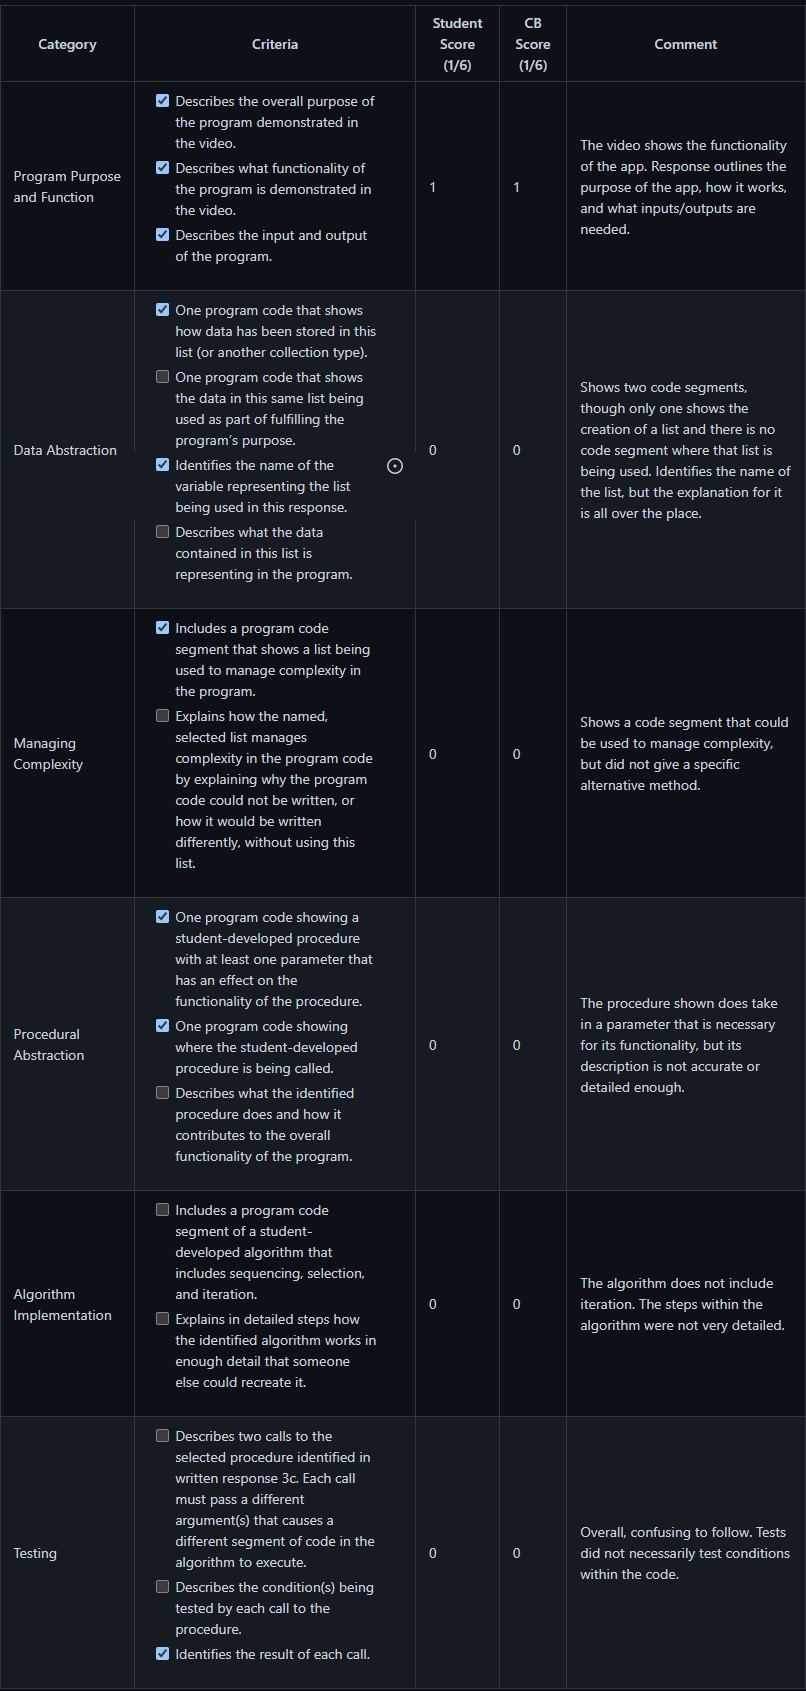 Category
Criteria
Student
Score
(1/6)
CB
Score
(1/6)
Comment
Program Purpose
and Function
Describes the overall purpose of
the program demonstrated in
the video.
Describes what functionality of
the program is demonstrated in
the video.
Describes the input and output
of the program.
1
1
The video shows the functionality
of the app. Response outlines the
purpose of the app, how it works,
and what inputs/outputs are
needed.
Data Abstraction
One program code that shows
how data has been stored in this
list (or another collection type).
One program code that shows
the data in this same list being
used as part of fulfilling the
program's purpose.
Identifies the name of the
variable representing the list
being used in this response.
Describes what the data
contained in this list is
representing in the program.
0
0
Shows two code segments,
though only one shows the
creation of a list and there is no
code segment where that list is
being used. Identifies the name of
the list, but the explanation for it
is all over the place.
Managing
Complexity
Includes a program code
segment that shows a list being
used to manage complexity in
the program.
Explains how the named,
selected list manages
complexity in the program code
by explaining why the program
code could not be written, or
how it would be written
differently, without using this
list.
0
0
Shows a code segment that could
be used to manage complexity,
but did not give a specific
alternative method.
Procedural
Abstraction
One program code showing a
student-developed procedure
with at least one parameter that
has an effect on the
functionality of the procedure.
One program code showing
where the student-developed
procedure is being called.
Describes what the identified
procedure does and how it
contributes to the overall
functionality of the program.
0
0
The procedure shown does take
in a parameter that is necessary
for its functionality, but its
description is not accurate or
detailed enough.
Algorithm
Implementation
Includes a program code
segment of a student-
developed algorithm that
includes sequencing, selection,
and iteration.
Explains in detailed steps how
the identified algorithm works in
enough detail that someone
else could recreate it.
0
0
The algorithm does not include
iteration. The steps within the
algorithm were not very detailed.
Testing
Describes two calls to the
selected procedure identified in
written response 3c. Each call
must pass a different
argument(s) that causes a
different segment of code in the
algorithm to execute.
Describes the condition(s) being
tested by each call to the
procedure.
Identifies the result of each call.
0
0
Overall, confusing to follow. Tests
did not necessarily test conditions
within the code.